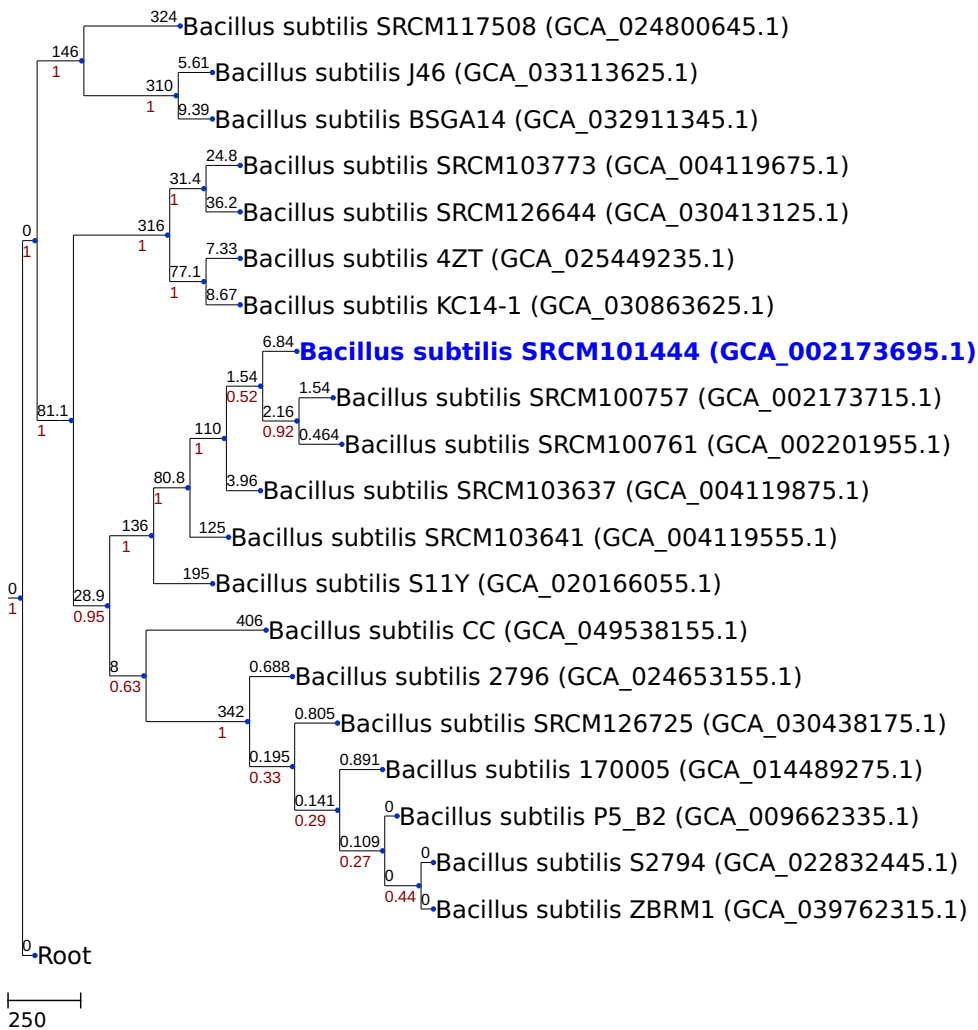 324 Bacillus subtilis SRCM117508 (GCA_024800645.1)
146
1
5.61 Bacillus subtilis J46 (GCA_033113625.1)
310
1
9.39 Bacillus subtilis BSGA14 (GCA_032911345.1)
24.8 Bacillus subtilis SRCM103773 (GCA_004119675.1)
31.4
1
36.2 Bacillus subtilis SRCM126644 (GCA_030413125.1)
0
1
316
1
7.33 Bacillus subtilis 4ZT (GCA_025449235.1)
77.1
1
8.67 Bacillus subtilis KC14-1 (GCA_030863625.1)
6.84 Bacillus subtilis SRCM101444 (GCA_002173695.1)
1.54
0.52
1.54 Bacillus subtilis SRCM100757 (GCA_002173715.1)
81.1
1
2.16
0.92
0.464 Bacillus subtilis SRCM100761 (GCA_002201955.1)
110
1
3.96 Bacillus subtilis SRCM103637 (GCA_004119875.1)
80.8
1
125 Bacillus subtilis SRCM103641 (GCA_004119555.1)
136
1
195 Bacillus subtilis S11Y (GCA_020166055.1)
0
1
28.9
0.95
406 Bacillus subtilis CC (GCA_049538155.1)
8
0.63
0.688 Bacillus subtilis 2796 (GCA_024653155.1)
342
1
0.805 Bacillus subtilis SRCM126725 (GCA_030438175.1)
0.195
0.33
0.891 Bacillus subtilis 170005 (GCA_014489275.1)
0.141
0.29
0 Bacillus subtilis P5_B2 (GCA_009662335.1)
0.109
0.27
0 Bacillus subtilis S2794 (GCA_022832445.1)
0
0.44
0 Bacillus subtilis ZBRM1 (GCA_039762315.1)
0 Root
250